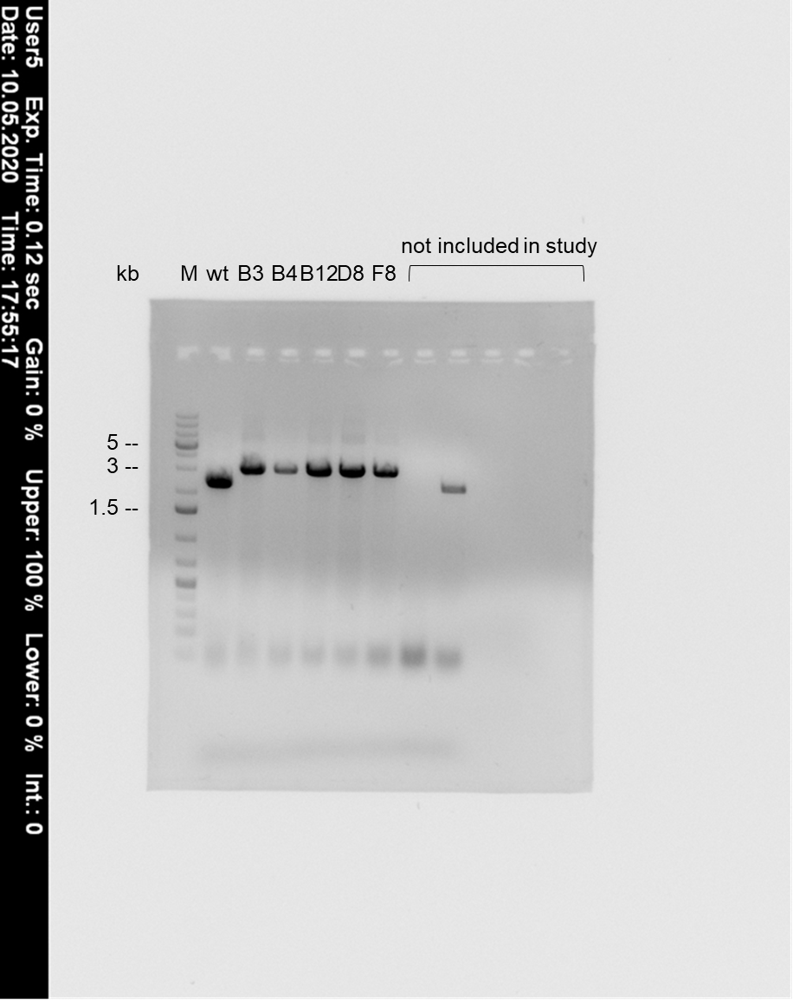 User5 Exp. Time: 0.12 sec Gain: 0 % Upper: 100 % Lower: 0 % Int.: 0
Date: 10.05.2020 Time: 17:55:17
not included in study
kb M wt B3 B4 B12 D8 F8
5 --
3 --
1.5 --